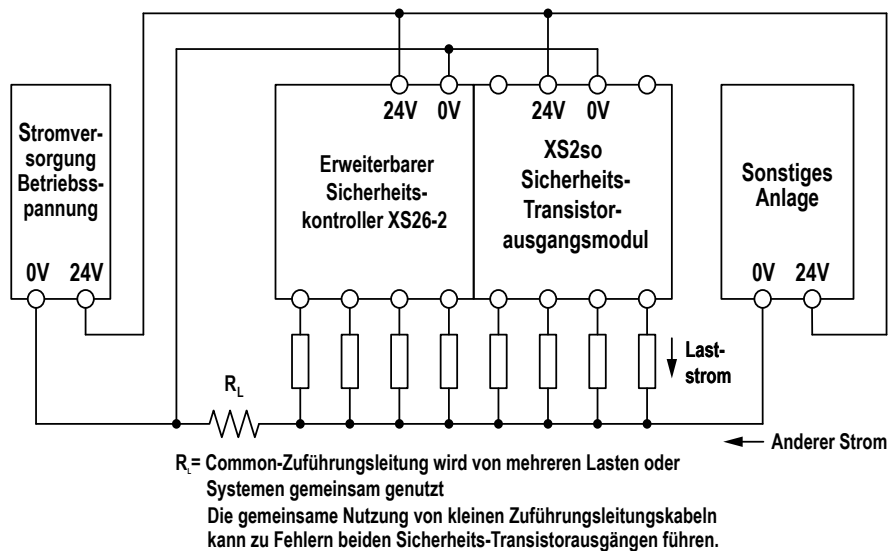 24V 0V 24V 0V
Stromver-
sorgung
Betriebss-
pannung
0V 24V
Erweiterbarer
Sicherheits-
kontroller XS26-2
XS2so
Sicherheits-
Transistor-
ausgangsmodul
Sonstiges
Anlage
0V 24V
Last-
strom
RL
Anderer Strom
RL= Common-Zuführungsleitung wird von mehreren Lasten oder
Systemen gemeinsam genutzt
Die gemeinsame Nutzung von kleinen Zuführungsleitungskabeln
kann zu Fehlern beiden Sicherheits-Transistorausgängen führen.